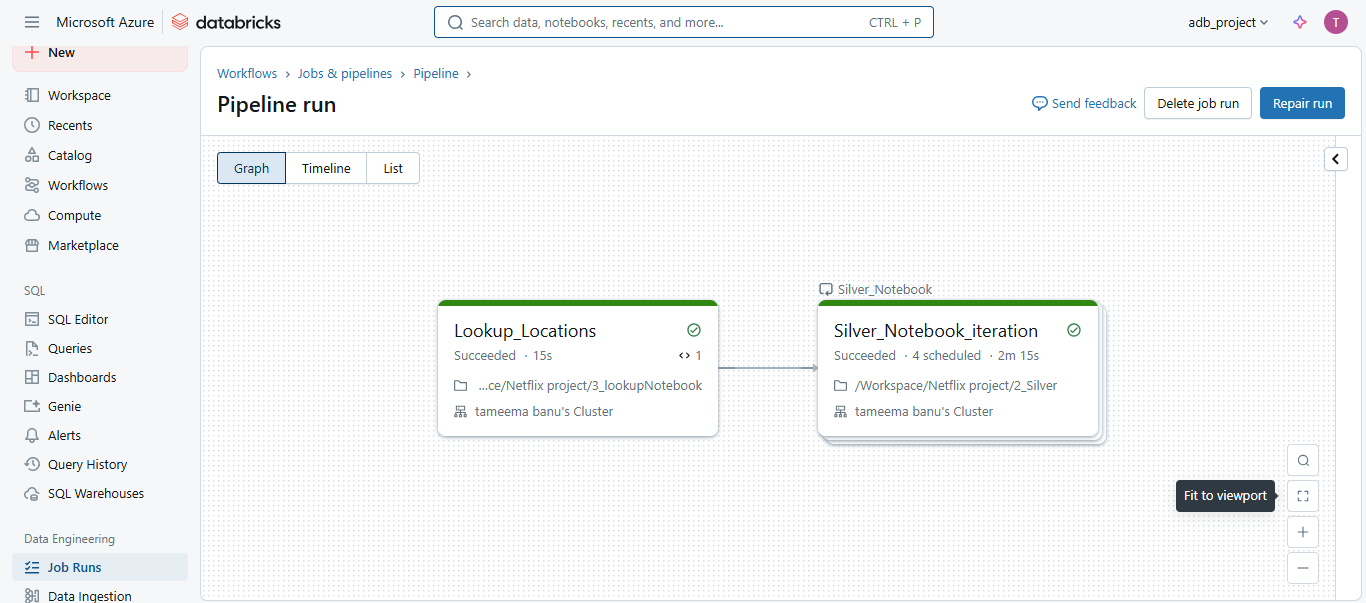 Microsoft Azure databricks Search data, notebooks, recents, and more... CTRL + P adb_project T
New
Workspace
Recents
Catalog
Workflows
Compute
Marketplace
SQL
SQL Editor
Queries
Dashboards
Genie
Alerts
Query History
SQL Warehouses
Data Engineering
Job Runs
Data Ingestion
Workflows › Jobs & pipelines › Pipeline ›
Pipeline run
Send feedback Delete job run Repair run
Graph Timeline List
Lookup_Locations
Succeeded · 15s 1
...ce/Netflix project/3_lookupNotebook
tameema banu's Cluster
Silver_Notebook
Silver_Notebook_iteration
Succeeded · 4 scheduled · 2m 15s
/Workspace/Netflix project/2_Silver
tameema banu's Cluster
Fit to viewport